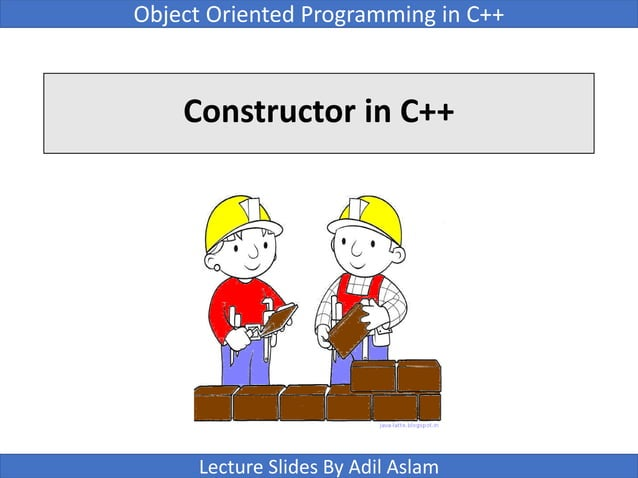 Object Oriented Programming in C++
Constructor in C++
java-latte.blogspot.in
Lecture Slides By Adil Aslam